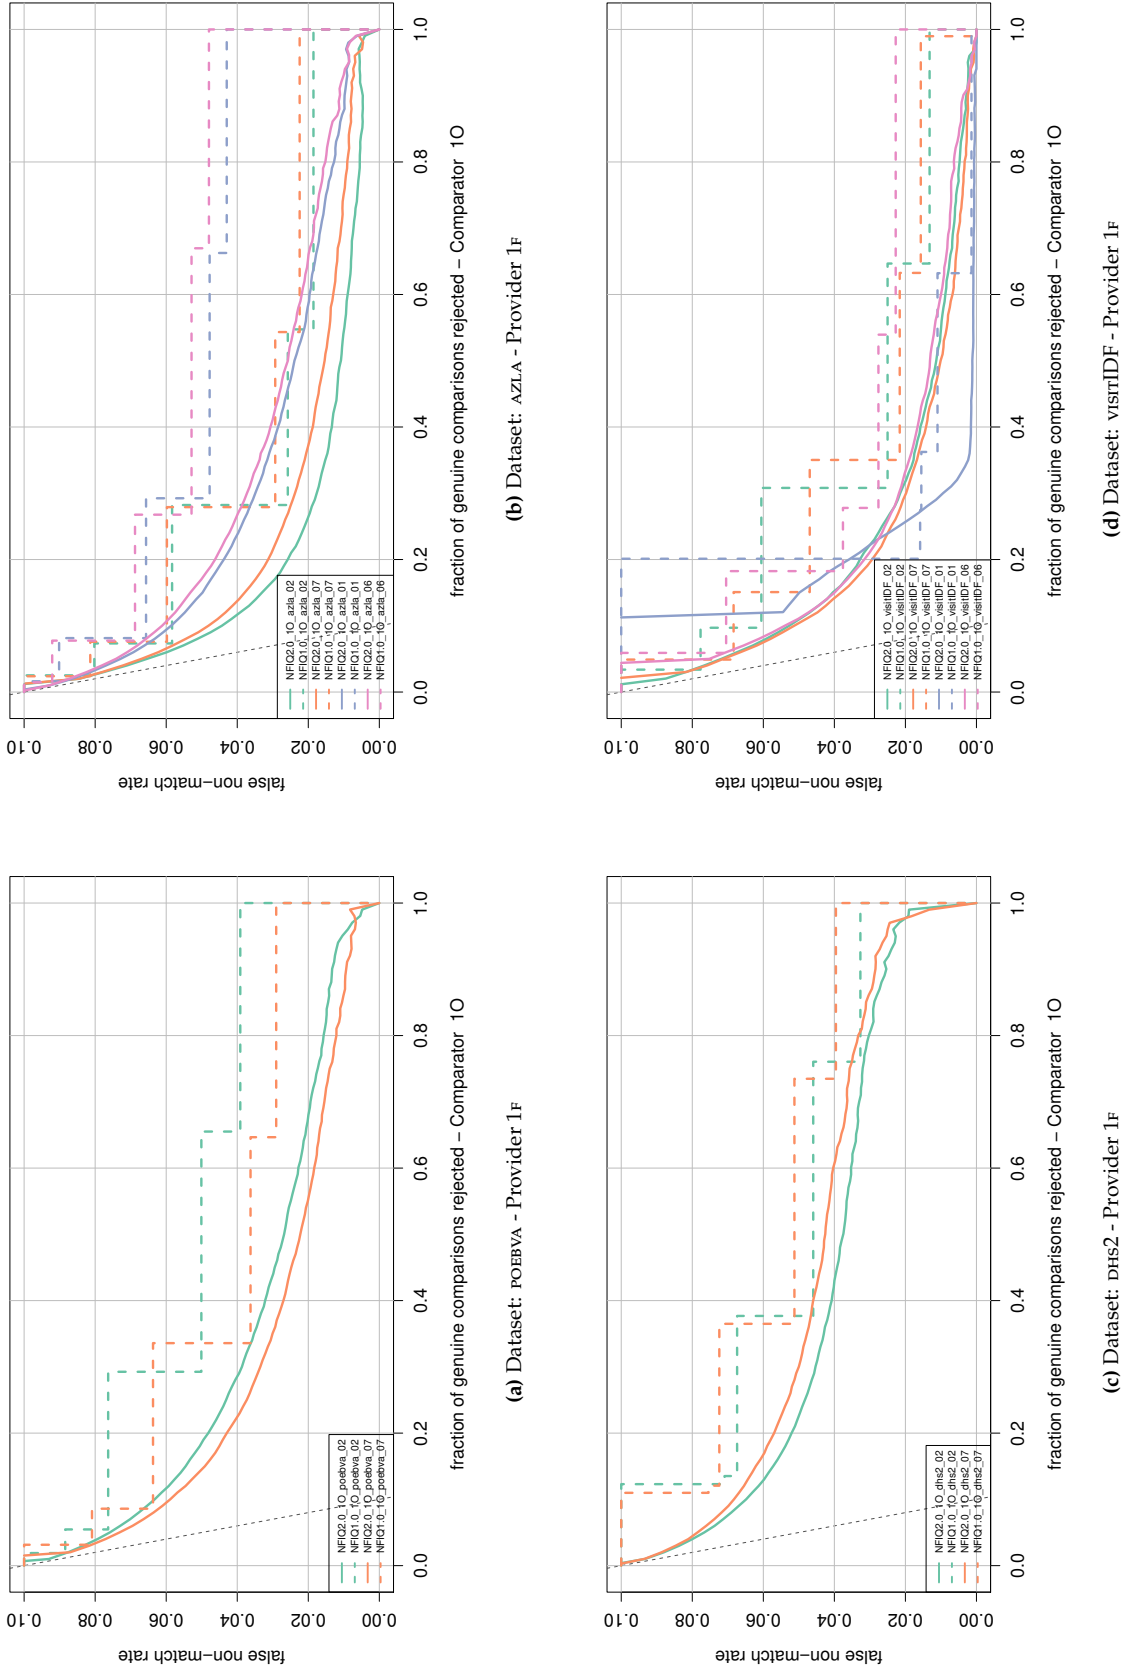 0.10
0.08
0.06
0.04
0.02
0.00
false non−match rate
NFIQ2.0_1O_poebva_02
NFIQ1.0_1O_poebva_02
NFIQ2.0_1O_poebva_07
NFIQ1.0_1O_poebva_07
0.0 0.2 0.4 0.6 0.8 1.0
fraction of genuine comparisons rejected − Comparator 1O
(a) Dataset: POEBVA - Provider 1F
0.10
0.08
0.06
0.04
0.02
0.00
false non−match rate
NFIQ2.0_1O_azla_02
NFIQ1.0_1O_azla_02
NFIQ2.0_1O_azla_07
NFIQ1.0_1O_azla_07
NFIQ2.0_1O_azla_01
NFIQ1.0_1O_azla_01
NFIQ2.0_1O_azla_06
NFIQ1.0_1O_azla_06
0.0 0.2 0.4 0.6 0.8 1.0
fraction of genuine comparisons rejected − Comparator 1O
(b) Dataset: AZLA - Provider 1F
0.10
0.08
0.06
0.04
0.02
0.00
false non−match rate
NFIQ2.0_1O_dhs2_02
NFIQ1.0_1O_dhs2_02
NFIQ2.0_1O_dhs2_07
NFIQ1.0_1O_dhs2_07
0.0 0.2 0.4 0.6 0.8 1.0
fraction of genuine comparisons rejected − Comparator 1O
(c) Dataset: DHS2 - Provider 1F
0.10
0.08
0.06
0.04
0.02
0.00
false non−match rate
NFIQ2.0_1O_visitIDF_02
NFIQ1.0_1O_visitIDF_02
NFIQ2.0_1O_visitIDF_07
NFIQ1.0_1O_visitIDF_07
NFIQ2.0_1O_visitIDF_01
NFIQ1.0_1O_visitIDF_01
NFIQ2.0_1O_visitIDF_06
NFIQ1.0_1O_visitIDF_06
0.0 0.2 0.4 0.6 0.8 1.0
fraction of genuine comparisons rejected − Comparator 1O
(d) Dataset: VISITIDF - Provider 1F